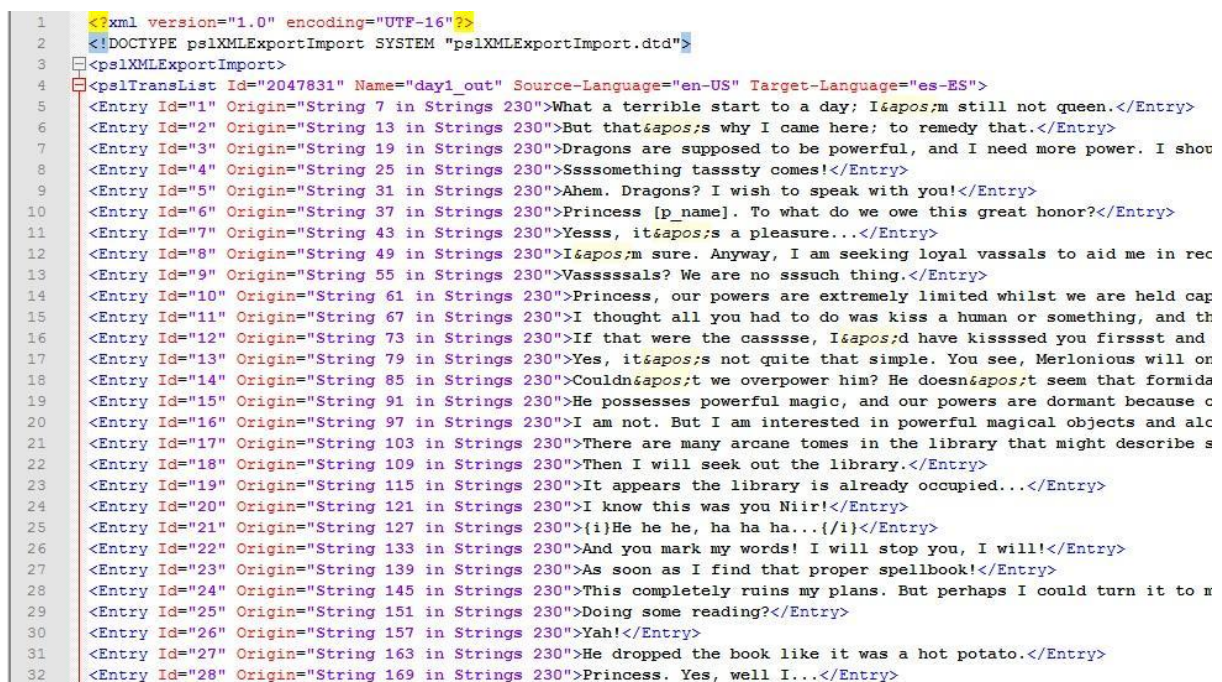 1 <?xml version="1.0" encoding="UTF-16"?>
2 <!DOCTYPE pslXMLExportImport SYSTEM "pslXMLExportImport.dtd">
3 <pslXMLExportImport>
4 <pslTransList Id="2047831" Name="day1_out" Source-Language="en-US" Target-Language="es-ES">
5 <Entry Id="1" Origin="String 7 in Strings 230">What a terrible start to a day; I&apos;m still not queen.</Entry>
6 <Entry Id="2" Origin="String 13 in Strings 230">But that&apos;s why I came here; to remedy that.</Entry>
7 <Entry Id="3" Origin="String 19 in Strings 230">Dragons are supposed to be powerful, and I need more power. I shou
8 <Entry Id="4" Origin="String 25 in Strings 230">Ssssomething tasssty comes!</Entry>
9 <Entry Id="5" Origin="String 31 in Strings 230">Ahem. Dragons? I wish to speak with you!</Entry>
10 <Entry Id="6" Origin="String 37 in Strings 230">Princess [p_name]. To what do we owe this great honor?</Entry>
11 <Entry Id="7" Origin="String 43 in Strings 230">Yesss, it&apos;s a pleasure...</Entry>
12 <Entry Id="8" Origin="String 49 in Strings 230">I&apos;m sure. Anyway, I am seeking loyal vassals to aid me in rec
13 <Entry Id="9" Origin="String 55 in Strings 230">Vassssssals? We are no sssuch thing.</Entry>
14 <Entry Id="10" Origin="String 61 in Strings 230">Princess, our powers are extremely limited whilst we are held cap
15 <Entry Id="11" Origin="String 67 in Strings 230">I thought all you had to do was kiss a human or something, and th
16 <Entry Id="12" Origin="String 73 in Strings 230">If that were the casssse, I&apos;d have kisssssed you firssst and
17 <Entry Id="13" Origin="String 79 in Strings 230">Yes, it&apos;s not quite that simple. You see, Merlonious will on
18 <Entry Id="14" Origin="String 85 in Strings 230">Couldn&apos;t we overpower him? He doesn&apos;t seem that formida
19 <Entry Id="15" Origin="String 91 in Strings 230">He possesses powerful magic, and our powers are dormant because c
20 <Entry Id="16" Origin="String 97 in Strings 230">I am not. But I am interested in powerful magical objects and alc
21 <Entry Id="17" Origin="String 103 in Strings 230">There are many arcane tomes in the library that might describe s
22 <Entry Id="18" Origin="String 109 in Strings 230">Then I will seek out the library.</Entry>
23 <Entry Id="19" Origin="String 115 in Strings 230">It appears the library is already occupied...</Entry>
24 <Entry Id="20" Origin="String 121 in Strings 230">I know this was you Niir!</Entry>
25 <Entry Id="21" Origin="String 127 in Strings 230">{i}He he he, ha ha ha...{/i}</Entry>
26 <Entry Id="22" Origin="String 133 in Strings 230">And you mark my words! I will stop you, I will!</Entry>
27 <Entry Id="23" Origin="String 139 in Strings 230">As soon as I find that proper spellbook!</Entry>
28 <Entry Id="24" Origin="String 145 in Strings 230">This completely ruins my plans. But perhaps I could turn it to m
29 <Entry Id="25" Origin="String 151 in Strings 230">Doing some reading?</Entry>
30 <Entry Id="26" Origin="String 157 in Strings 230">Yah!</Entry>
31 <Entry Id="27" Origin="String 163 in Strings 230">He dropped the book like it was a hot potato.</Entry>
32 <Entry Id="28" Origin="String 169 in Strings 230">Princess. Yes, well I...</Entry>